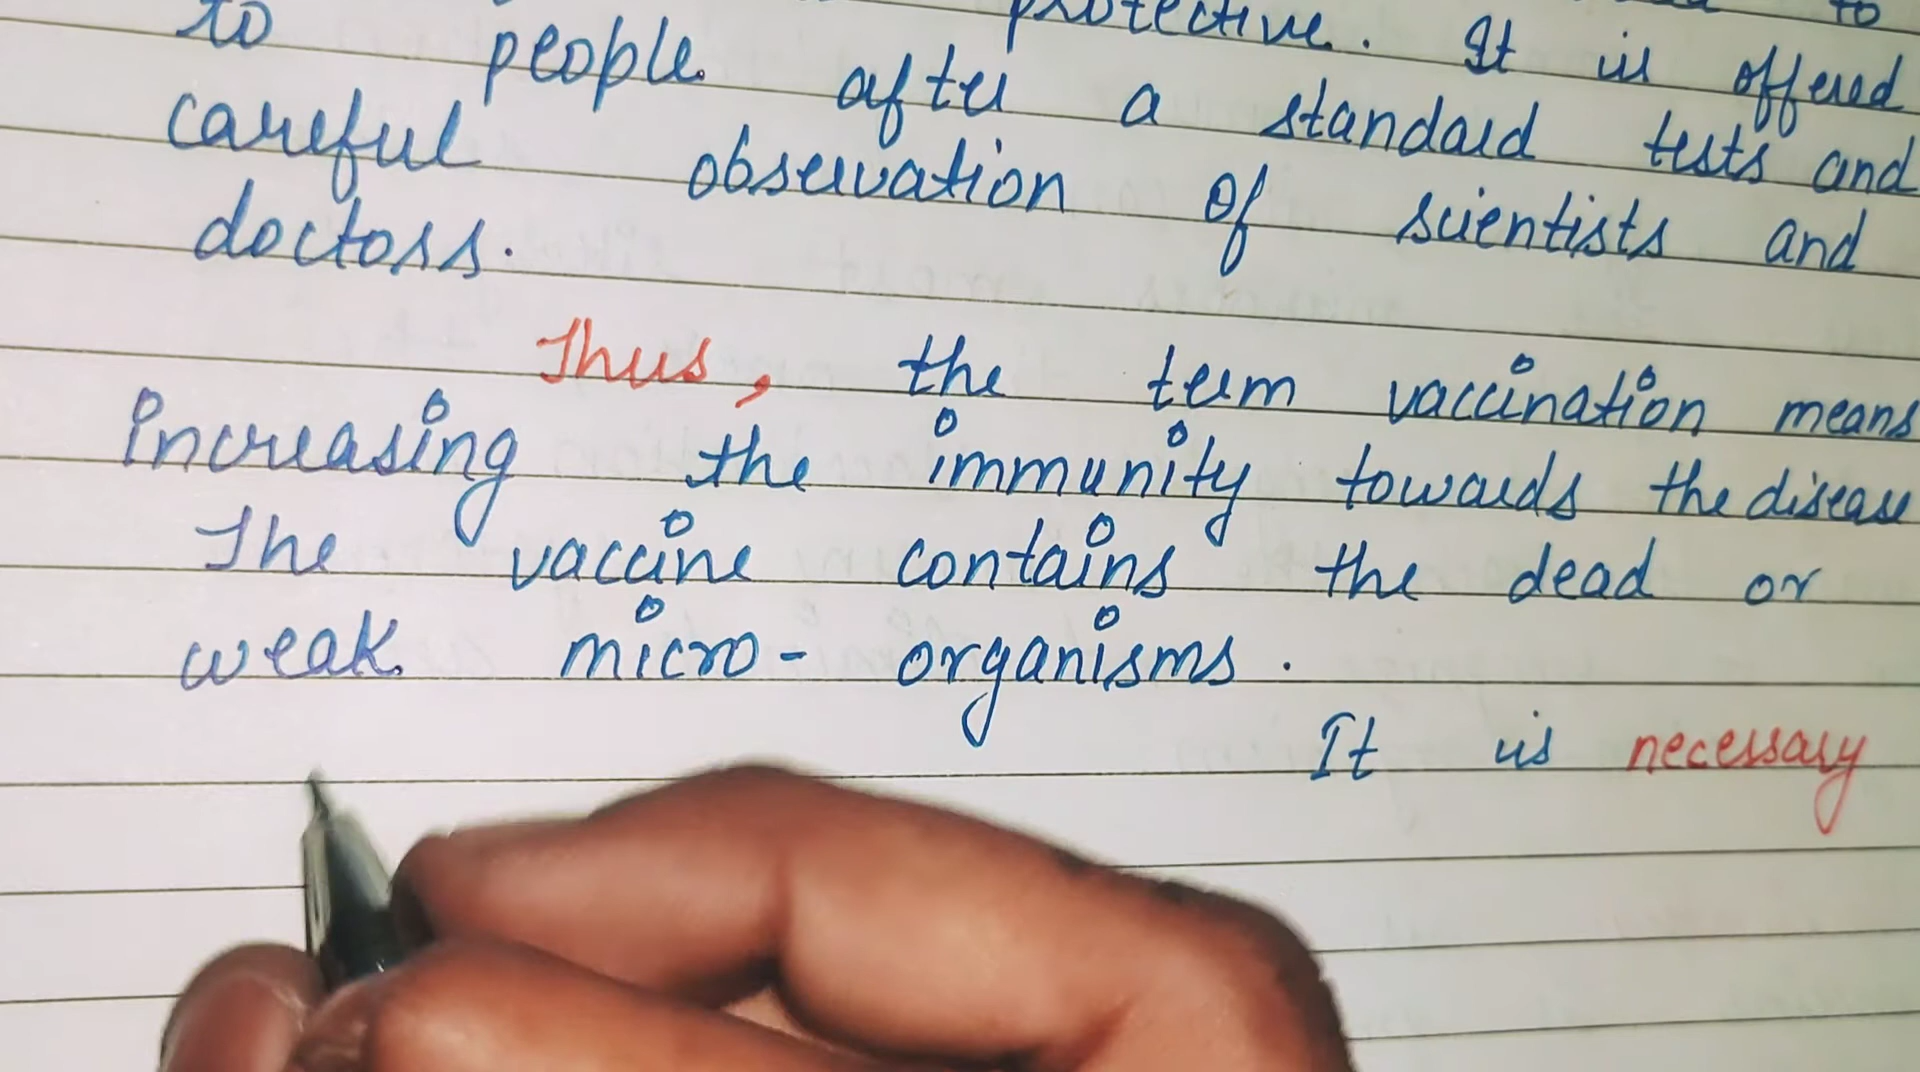 protective. It is offered
to people after a standard tests and
careful observation of scientists and
doctors.
Thus, the term vaccination means
increasing the immunity towards the disease
The vaccine contains the dead or
weak micro- organisms.
It is necessary